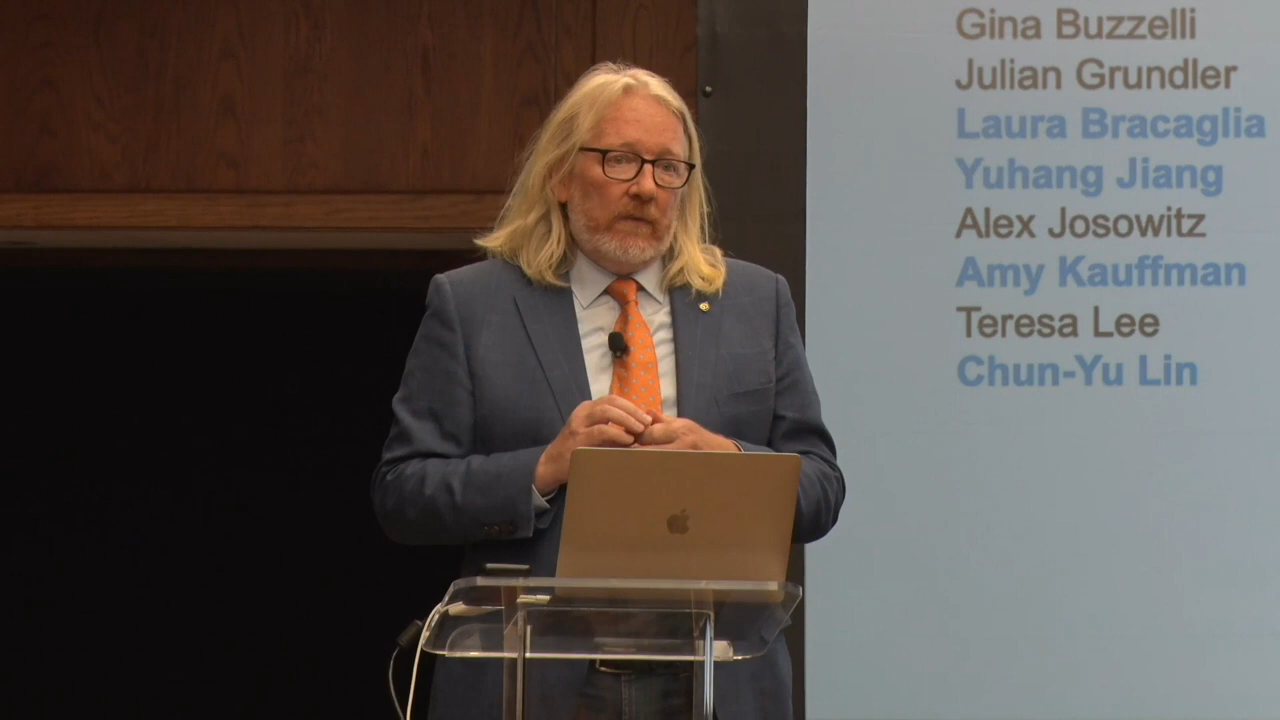 Gina Buzzelli
Julian Grundler
Laura Bracaglia
Yuhang Jiang
Alex Josowitz
Amy Kauffman
Teresa Lee
Chun-Yu Lin